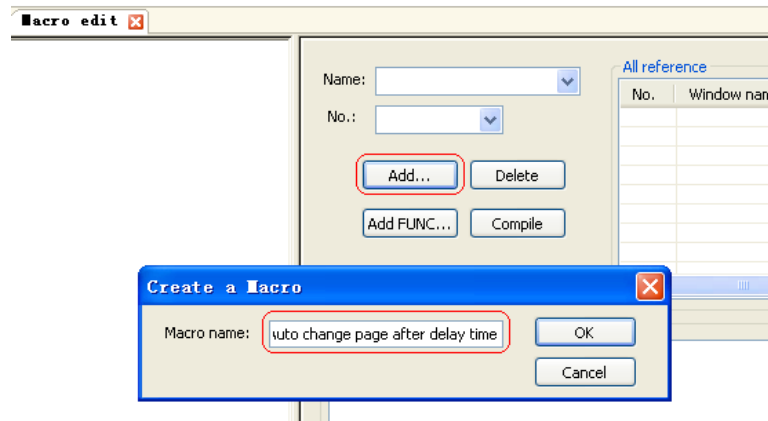 Macro edit
Name:
All reference
No. Window nam
No.:
Add... Delete
Add FUNC... Compile
Create a Macro
Macro name: uto change page after delay time OK
Cancel